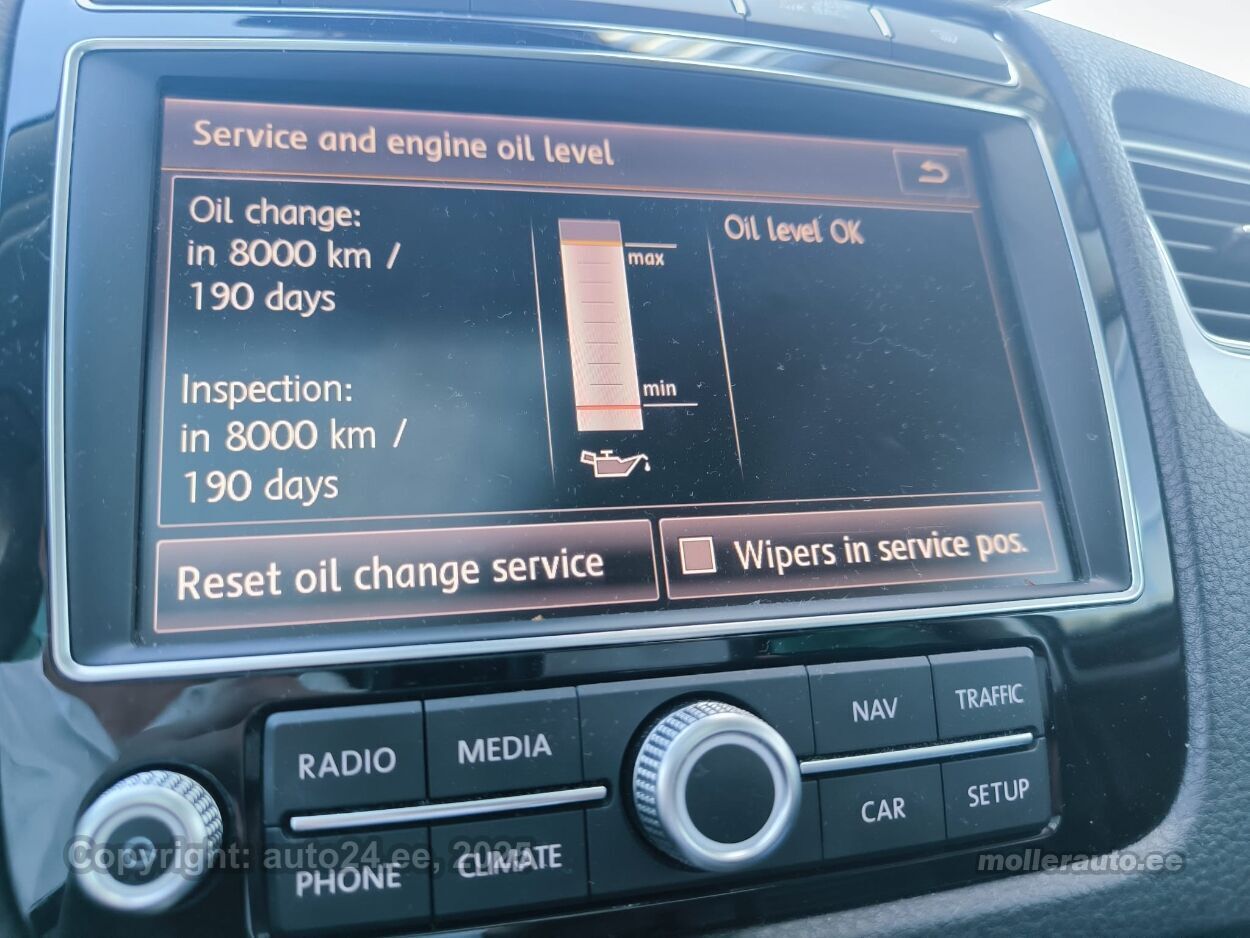 Service and engine oil level
Oil change:
in 8000 km /
190 days
max
min
Oil level OK
Inspection:
in 8000 km /
190 days
Reset oil change service
Wipers in service pos.
RADIO
MEDIA
NAV
TRAFFIC
PHONE
CLIMATE
CAR
SETUP
Copyright: auto24.ee, 2025
mollerauto.ee